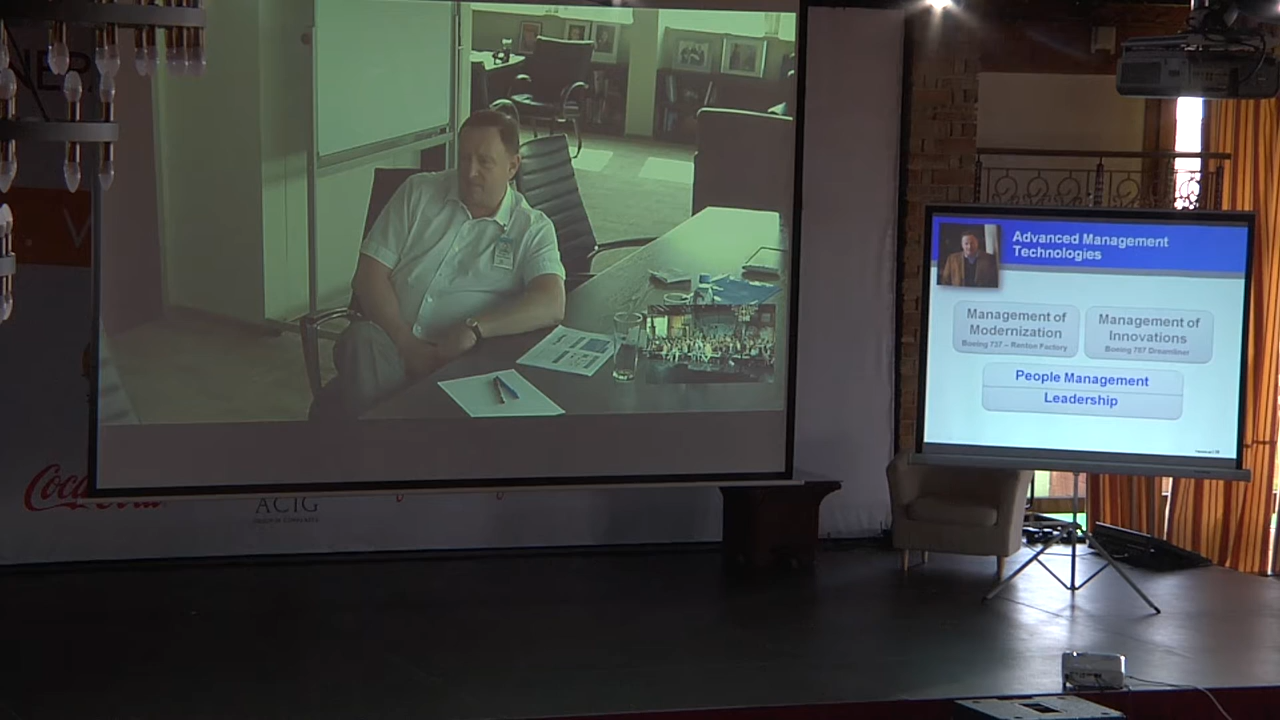 Advanced Management
Technologies
Management of
Modernization
Boeing 737 – Renton Factory
Management of
Innovations
Boeing 787 Dreamliner
People Management
Leadership
Coca-Cola
ACIG